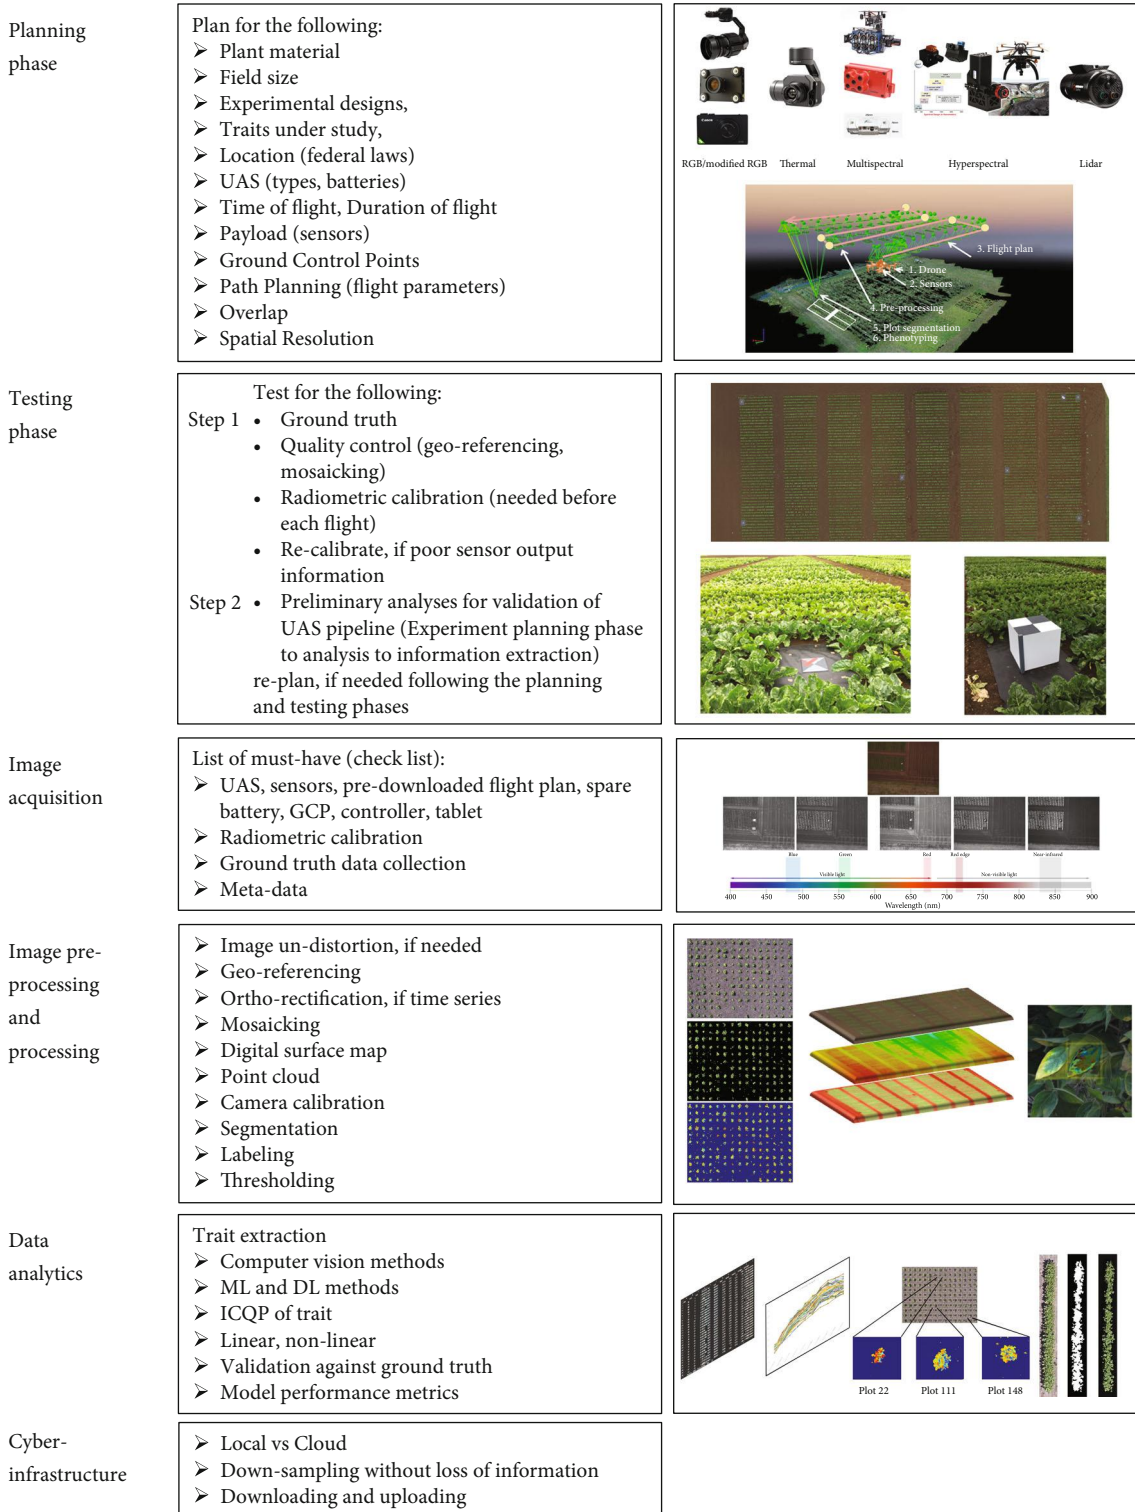 Planning
phase
Plan for the following:
➢ Plant material
➢ Field size
➢ Experimental designs,
➢ Traits under study,
➢ Location (federal laws)
➢ UAS (types, batteries)
➢ Time of flight, Duration of flight
➢ Payload (sensors)
➢ Ground Control Points
➢ Path Planning (flight parameters)
➢ Overlap
➢ Spatial Resolution
RGB/modified RGB
Thermal
Multispectral
Hyperspectral
Lidar
3. Flight plan
1. Drone
2. Sensors
4. Pre-processing
5. Plot segmentation
6. Phenotyping
Testing
phase
Test for the following:
Step 1 • Ground truth
• Quality control (geo-referencing,
mosaicking)
• Radiometric calibration (needed before
each flight)
• Re-calibrate, if poor sensor output
information
Step 2 • Preliminary analyses for validation of
UAS pipeline (Experiment planning phase
to analysis to information extraction)
re-plan, if needed following the planning
and testing phases
Image
acquisition
List of must-have (check list):
➢ UAS, sensors, pre-downloaded flight plan, spare
battery, GCP, controller, tablet
➢ Radiometric calibration
➢ Ground truth data collection
➢ Meta-data
Blue
Green
Red
Red edge
Near-infrared
Visible light
Non-visible light
400 450 500 550 600 650 700 750 800 850 900
Wavelength (nm)
Image pre-
processing
and
processing
➢ Image un-distortion, if needed
➢ Geo-referencing
➢ Ortho-rectification, if time series
➢ Mosaicking
➢ Digital surface map
➢ Point cloud
➢ Camera calibration
➢ Segmentation
➢ Labeling
➢ Thresholding
Data
analytics
Trait extraction
➢ Computer vision methods
➢ ML and DL methods
➢ ICQP of trait
➢ Linear, non-linear
➢ Validation against ground truth
➢ Model performance metrics
Plot 22
Plot 111
Plot 148
Cyber-
infrastructure
➢ Local vs Cloud
➢ Down-sampling without loss of information
➢ Downloading and uploading